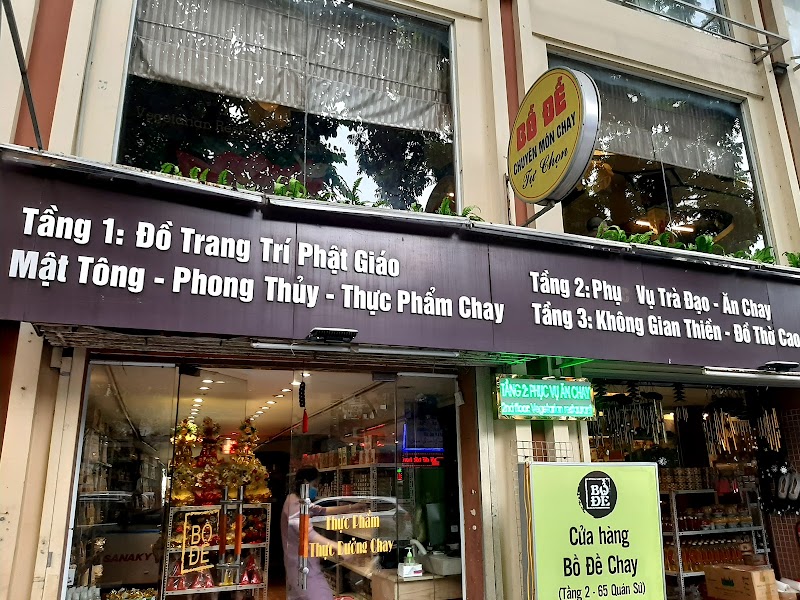 BỒ ĐỀ
CHUYÊN MÓN CHAY
Tự Chọn
Tầng 1: Đồ Trang Trí Phật Giáo
Mật Tông - Phong Thủy - Thực Phẩm Chay
Tầng 2: Phục Vụ Trà Đạo - Ăn Chay
Tầng 3: Không Gian Thiền - Đồ Thờ Cao
TẦNG 2: PHỤC VỤ ĂN CHAY
2nd floor: Vegetarian restaurant
BỒ ĐỀ
Cửa hàng
Bồ Đề Chay
(Tầng 2 - 65 Quán Sứ)
BỒ ĐỀ
Thực Phẩm
Thực Dưỡng Chay
SANAKY